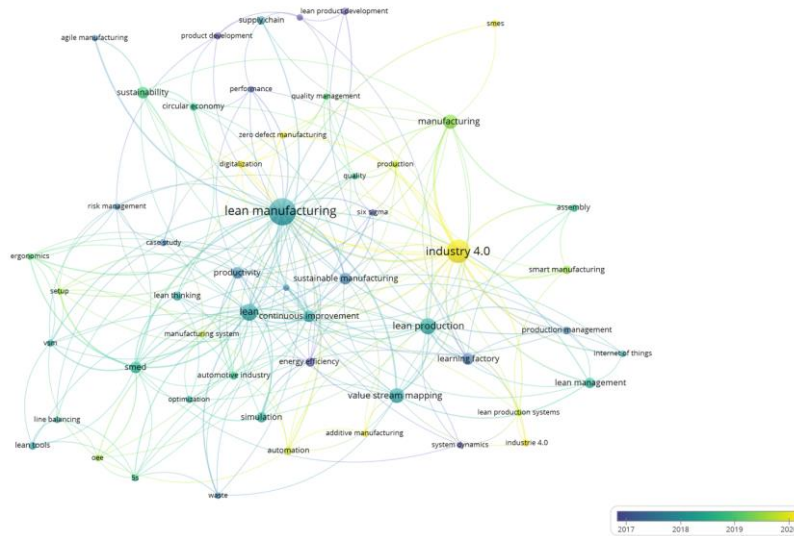 lean product development
supply chain
smes
product development
agile manufacturing
performance
sustainability
quality management
circular economy
manufacturing
zero defect manufacturing
digitalization
production
quality
risk management
lean manufacturing
six sigma
assembly
case study
industry 4.0
ergonomics
smart manufacturing
productivity
sustainable manufacturing
setup
lean thinking
lean
continuous improvement
lean production
production management
manufacturing system
vsm
internet of things
energy efficiency
learning factory
smed
automotive industry
lean management
optimization
value stream mapping
lean production systems
line balancing
simulation
additive manufacturing
lean tools
system dynamics
industrie 4.0
automation
oee
waste
2017
2018
2019